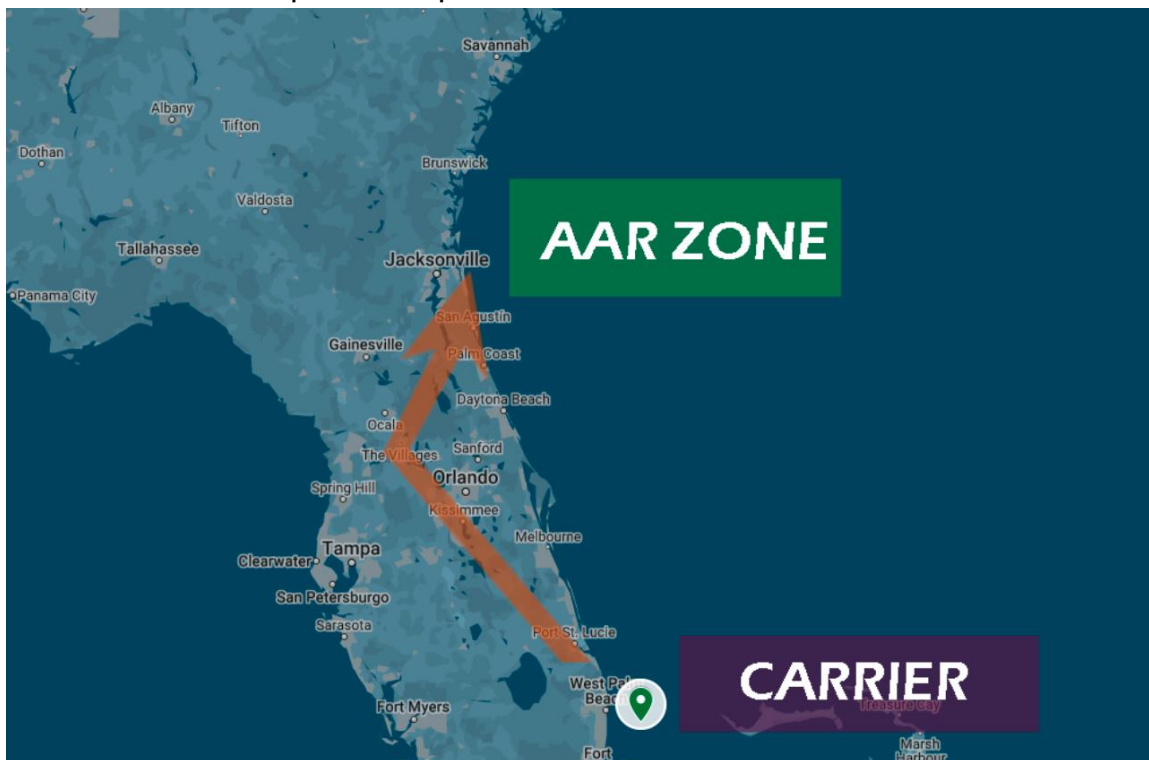 Savannah
Albany
Tifton
Dothan
Brunswick
Valdosta
AAR ZONE
Tallahassee
Jacksonville
Panama City
San Agustín
Gainesville
Palm Coast
Daytona Beach
Ocala
The Villages
Sanford
Orlando
Spring Hill
Kissimmee
Melbourne
Tampa
Clearwater
San Petersburgo
Sarasota
Port St. Lucie
CARRIER
West Palm
Beach
Fort Myers
Treasure Cay
Marsh
Harbour
Fort